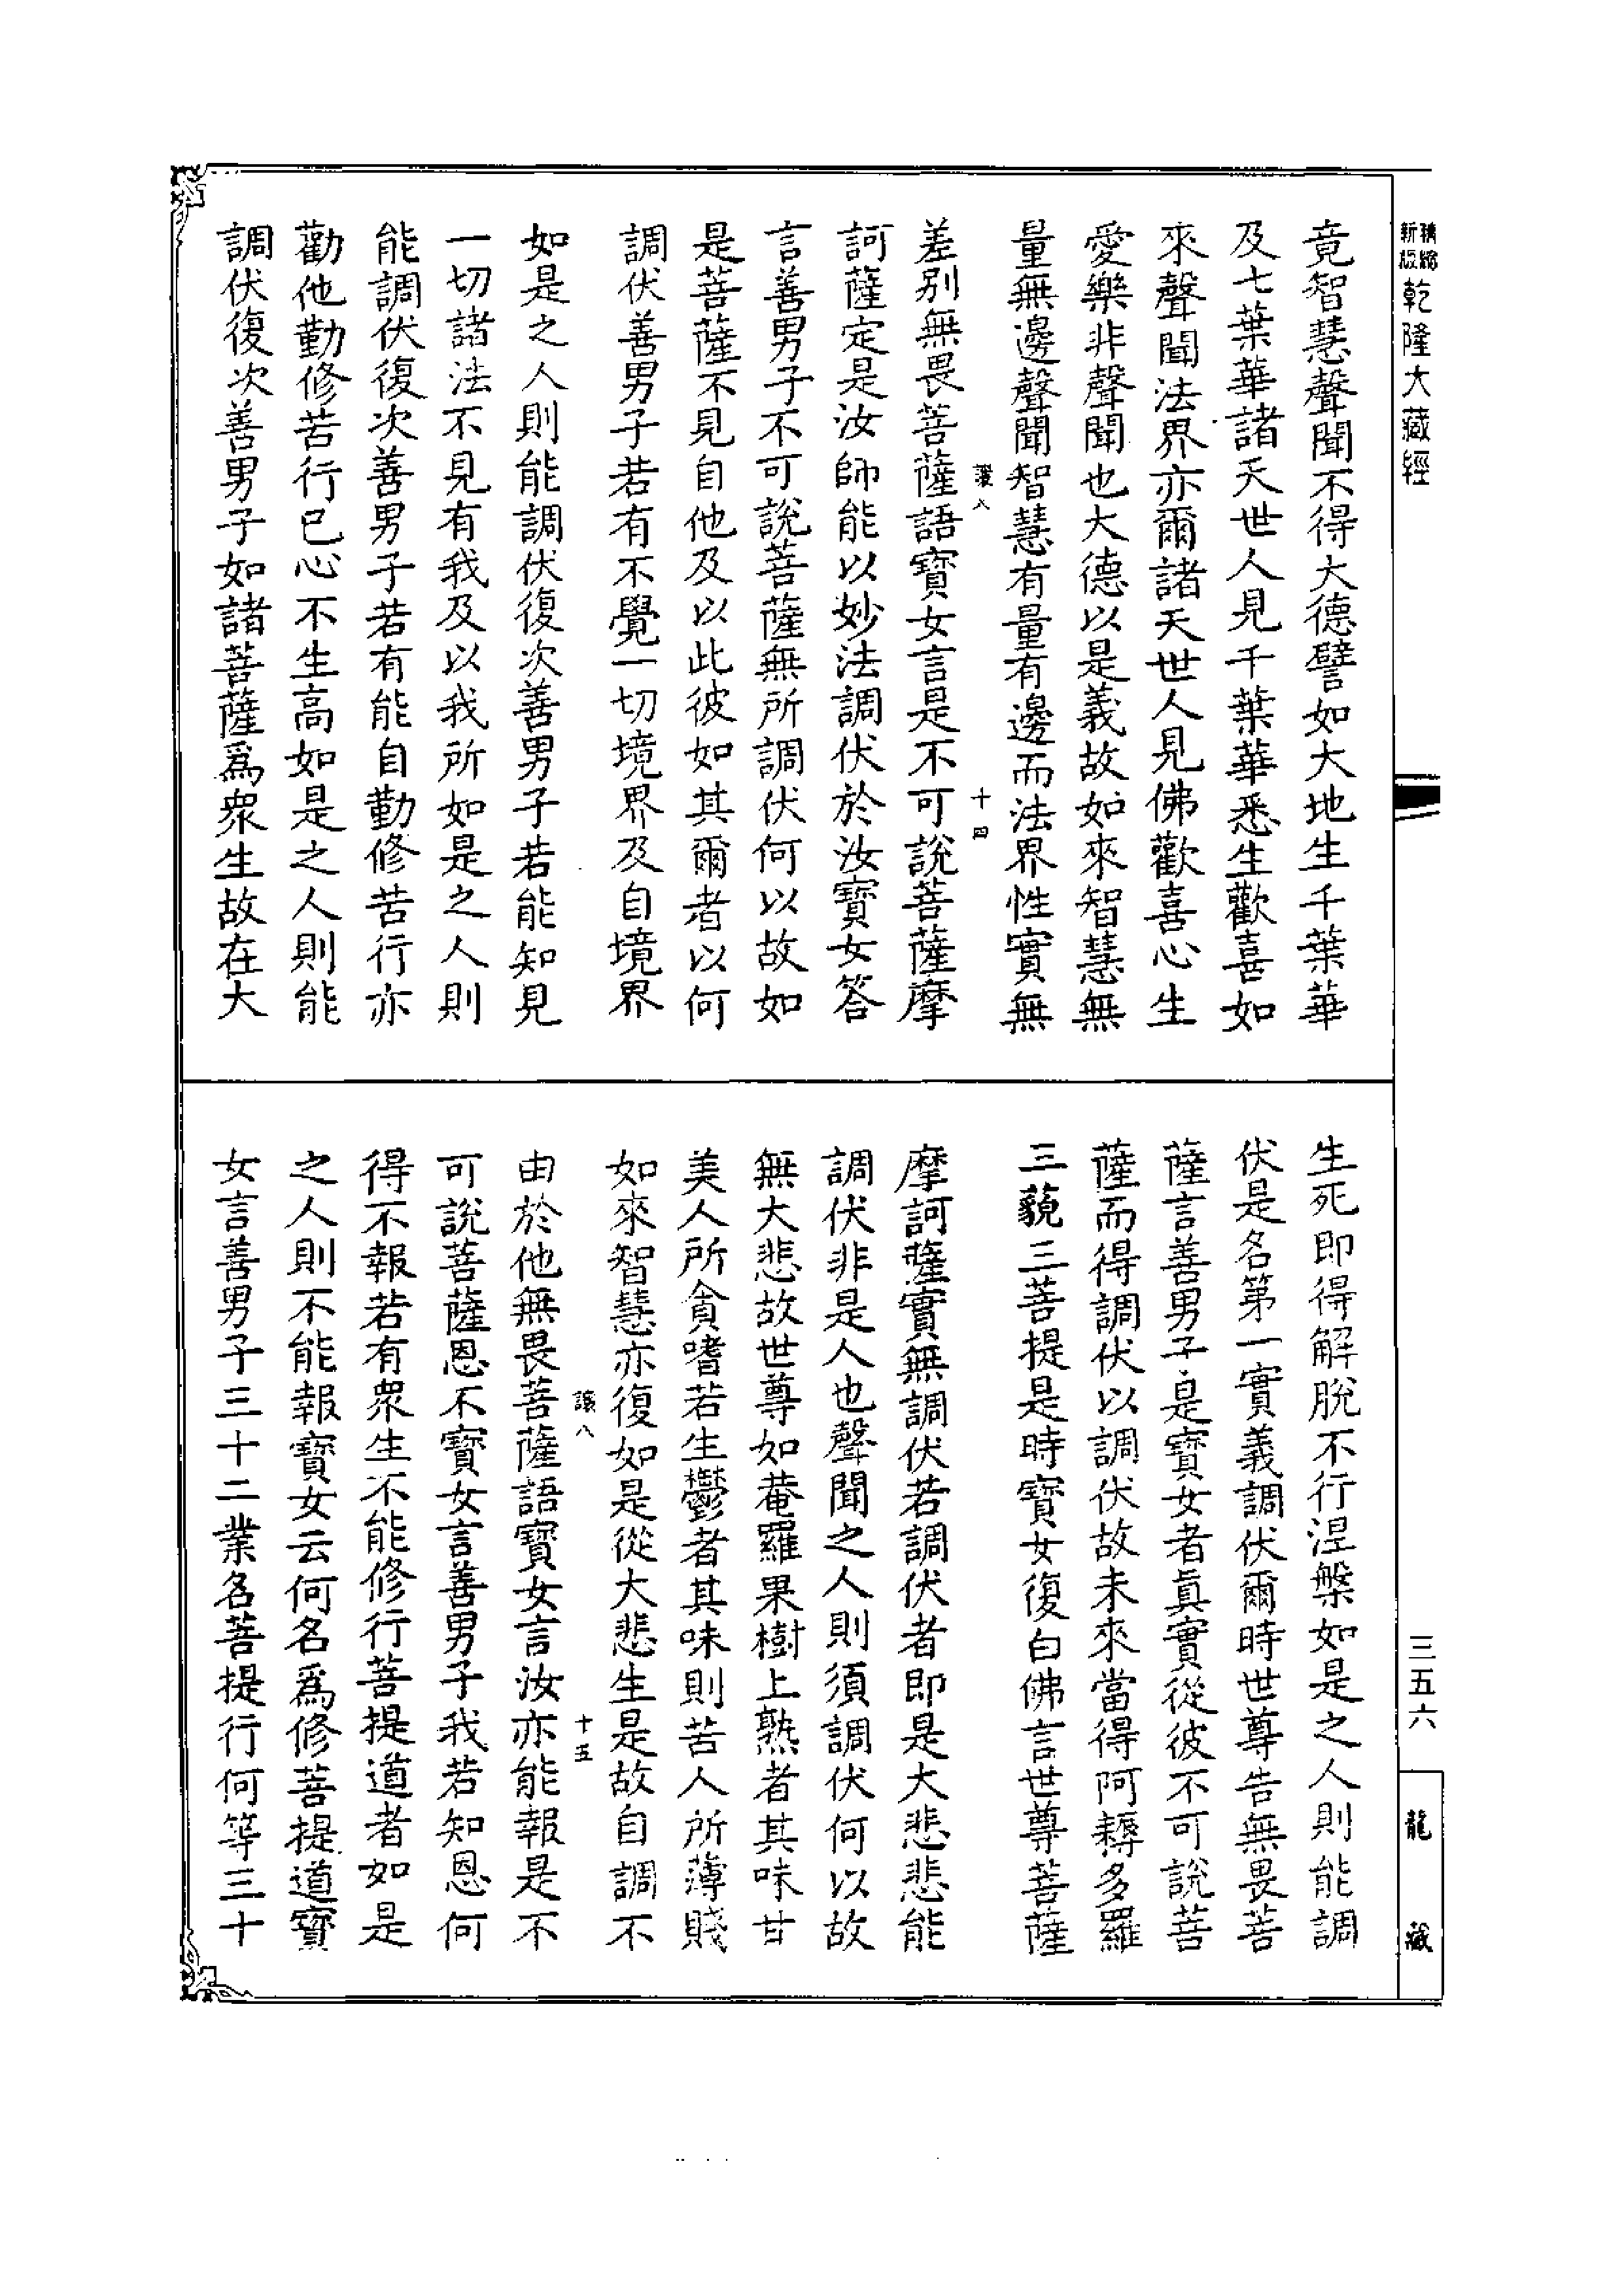 精縮
新版
乾隆大藏經
竟智慧聲聞不得大德譬如大地生千葉華
及七葉華諸天世人見千葉華悉生歡喜如
來聲聞法界亦爾諸天世人見佛歡喜心生
愛樂非聲聞也大德以是義故如來智慧無
量無邊聲聞智慧有量有邊而法界性實無
讓八 十四
差別無畏菩薩語寶女言是不可說菩薩摩
訶薩定是汝師能以妙法調伏於汝寶女答
言善男子不可說菩薩無所調伏何以故如
是菩薩不見自他及以此彼如其爾者以何
調伏善男子若有不覺一切境界及自境界
如是之人則能調伏復次善男子若能知見
一切諸法不見有我及以我所如是之人則
能調伏復次善男子若有能自勤修苦行亦
勸他勤修苦行已心不生高如是之人則能
調伏復次善男子如諸菩薩爲衆生故在大
生死即得解脫不行涅槃如是之人則能調
伏是名第一實義調伏爾時世尊告無畏菩
薩言善男子是寶女者眞實從彼不可說菩
薩而得調伏以調伏故未來當得阿耨多羅
三藐三菩提是時寶女復白佛言世尊菩薩
摩訶薩實無調伏若調伏者即是大悲悲能
調伏非是人也聲聞之人則須調伏何以故
無大悲故世尊如菴羅果樹上熟者其味甘
美人所貪嗜若生鬱者其味則苦人所薄賤
如來智慧亦復如是從大悲生是故自調不
讓八 十五
由於他無畏菩薩語寶女言汝亦能報是不
可說菩薩恩不寶女言善男子我若知恩何
得不報若有衆生不能修行菩提道者如是
之人則不能報寶女云何名爲修菩提道寶
女言善男子三十二業名菩提行何等三十
三五六
龍藏